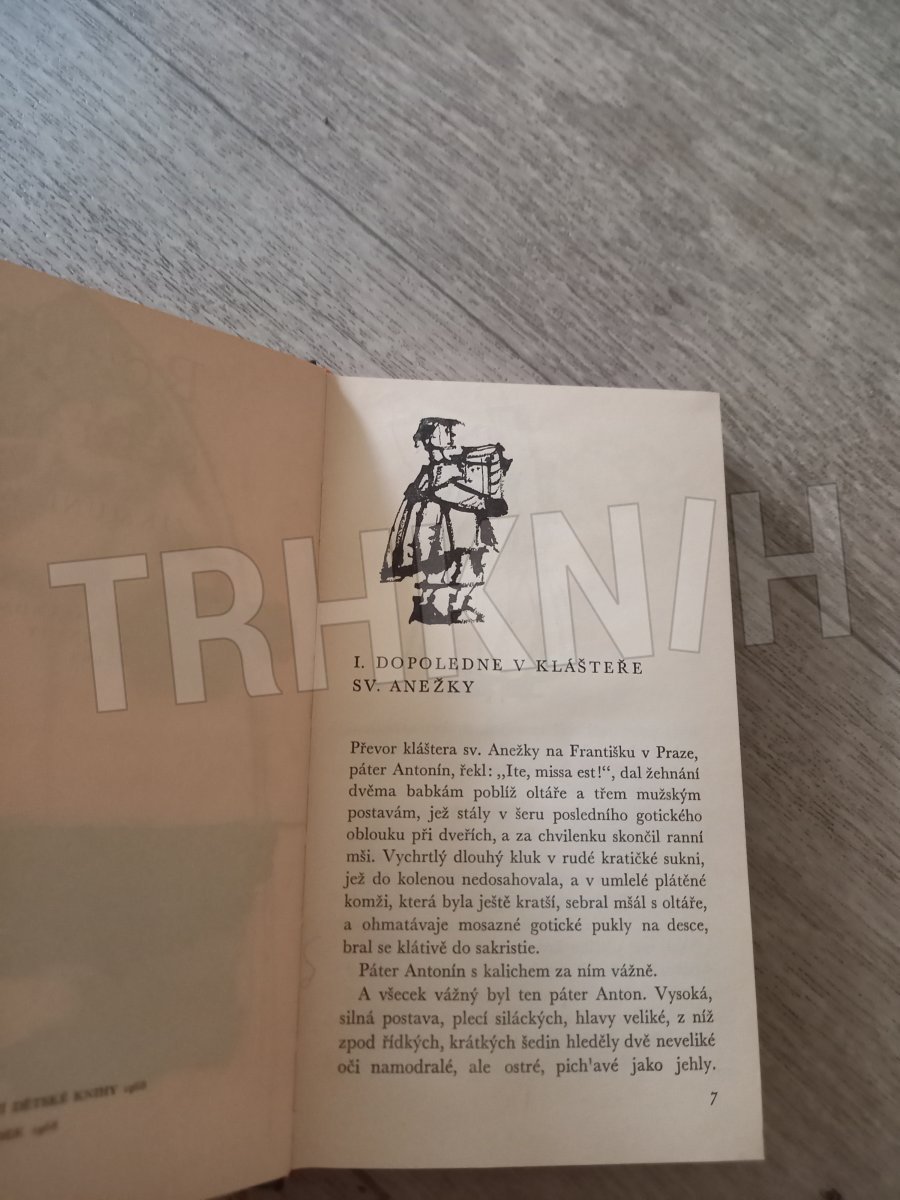 TRHKNIH
I. DOPOLEDNE V KLÁŠTEŘE
SV. ANEŽKY
Převor kláštera sv. Anežky na Františku v Praze,
páter Antonín, řekl: „Ite, missa est!“, dal žehnání
dvěma babkám poblíž oltáře a třem mužským
postavám, jež stály v šeru posledního gotického
oblouku při dveřích, a za chvilenku skončil ranní
mši. Vychrtlý dlouhý kluk v rudé kratičké sukni,
jež do kolenou nedosahovala, a v umlelé plátěné
komži, která byla ještě kratší, sebral mšál s oltáře,
a ohmatávaje mosazné gotické pukly na desce,
bral se klátivě do sakristie.
Páter Antonín s kalichem za ním vážně.
A všecek vážný byl ten páter Anton. Vysoká,
silná postava, plecí siláckých, hlavy veliké, z níž
zpod řídkých, krátkých šedin hleděly dvě neveliké
oči namodralé, ale ostré, pich'avé jako jehly.
7
DĚTSKÉ KNIHY 1968
1968